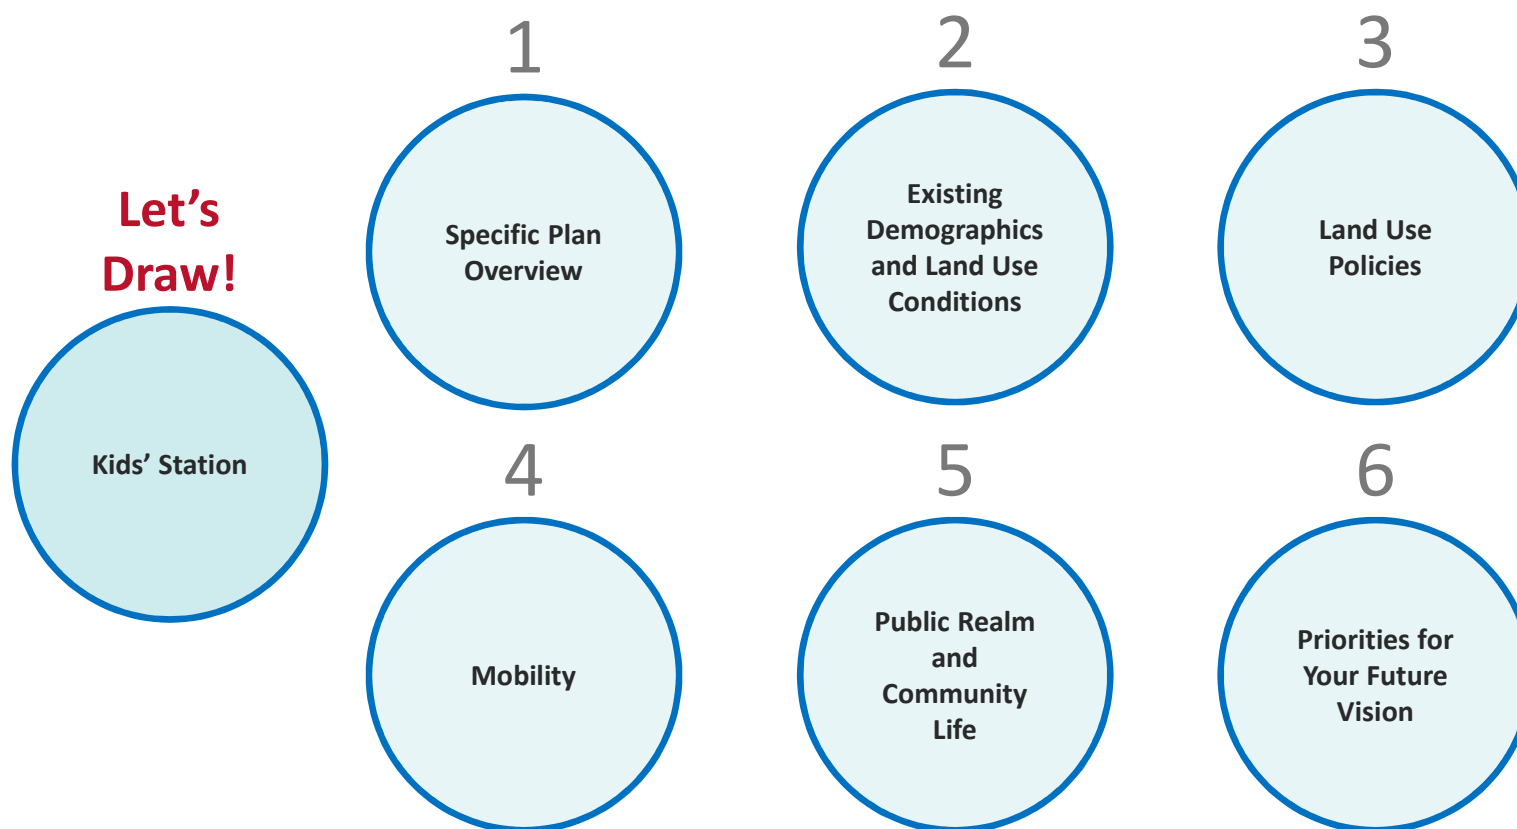 Let’s
Draw!
Kids’ Station
1
Specific Plan
Overview
2
Existing
Demographics
and Land Use
Conditions
3
Land Use
Policies
4
Mobility
5
Public Realm
and
Community
Life
6
Priorities for
Your Future
Vision